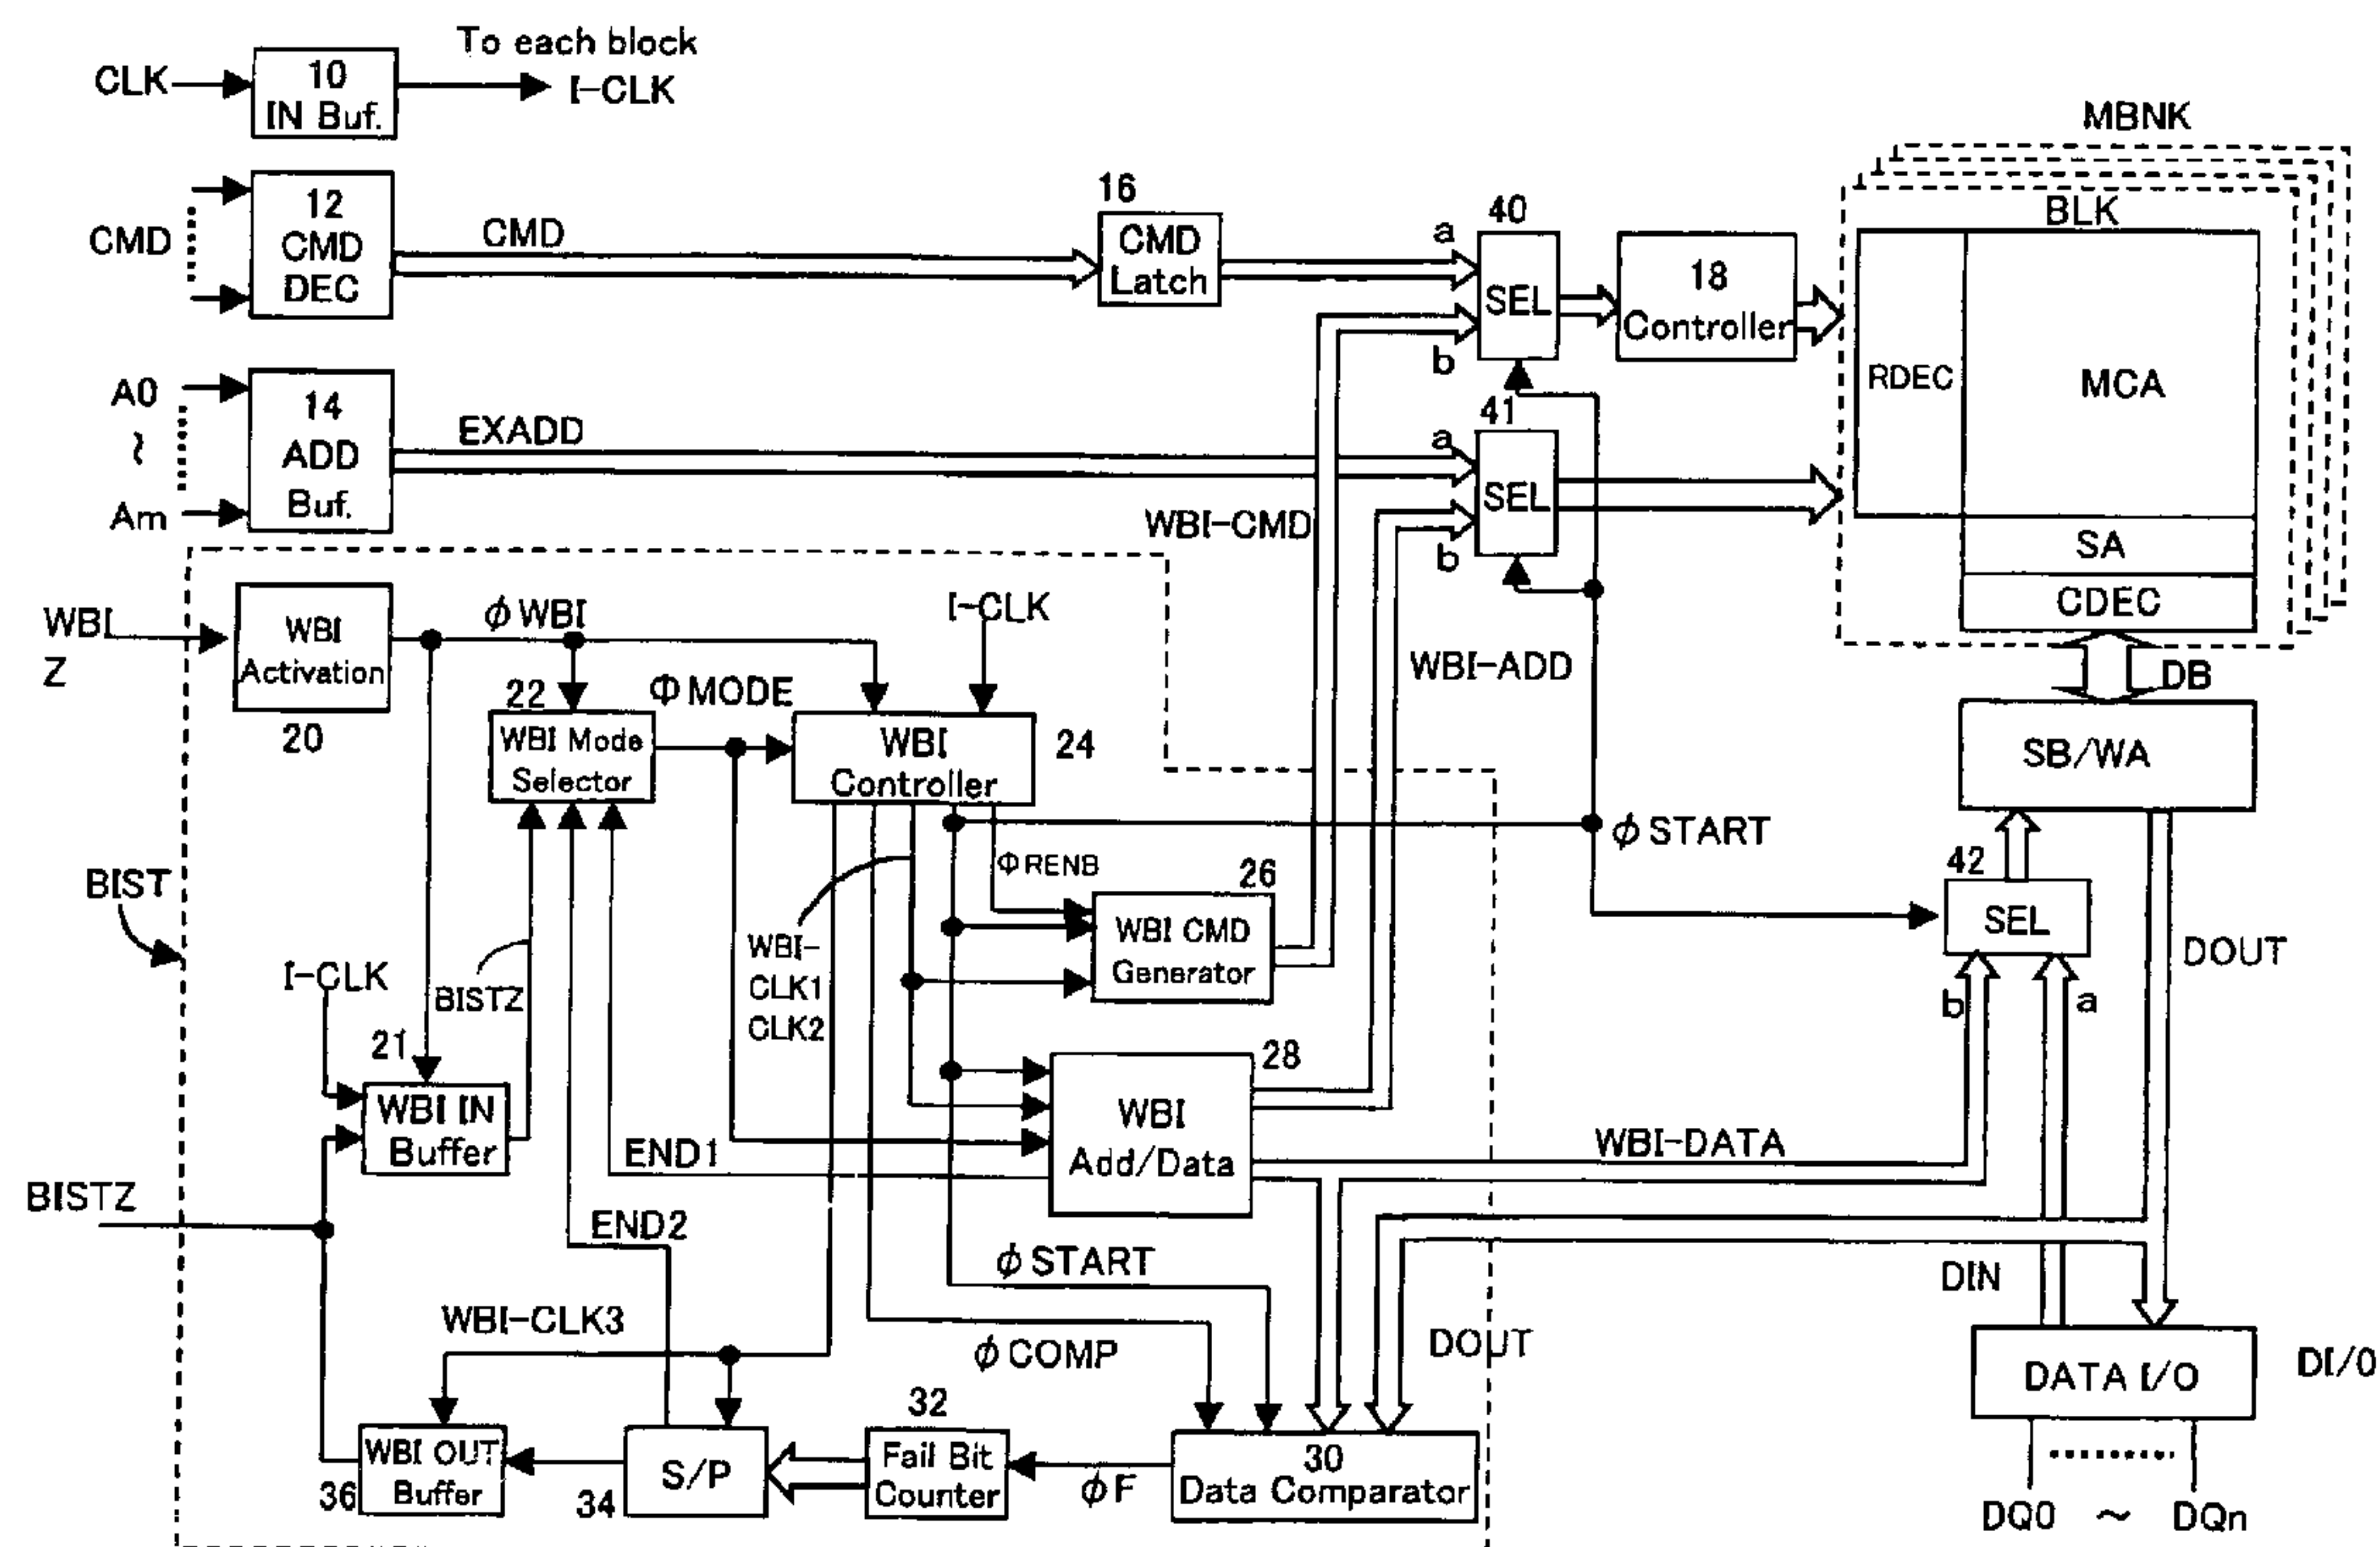 To each block
CLK
10
IN Buf.
I-CLK
MBNK
CMD
12
CMD
DEC
CMD
16
CMD
Latch
a
b
40
SEL
18
Controller
BLK
RDEC
MCA
SA
CDEC
A0
~
Am
14
ADD
Buf.
EXADD
a
b
41
SEL
WBI-CMD
WBI-ADD
DB
SB/WA
WBI
Z
WBI
Activation
20
ϕWBI
I-CLK
22
WBI Mode
Selector
ΦMODE
WBI
Controller
24
ϕSTART
42
SEL
b
a
DOUT
BIST
BISTZ
WBI-
CLK1
CLK2
ΦRENB
26
WBI CMD
Generator
I-CLK
21
WBI IN
Buffer
28
WBI
Add/Data
END1
WBI-DATA
BISTZ
END2
ϕSTART
DIN
WBI-CLK3
ϕCOMP
DOUT
DATA I/O
DI/O
36
WBI OUT
Buffer
34
S/P
32
Fail Bit
Counter
ϕF
30
Data Comparator
DQ0 ~ DQn